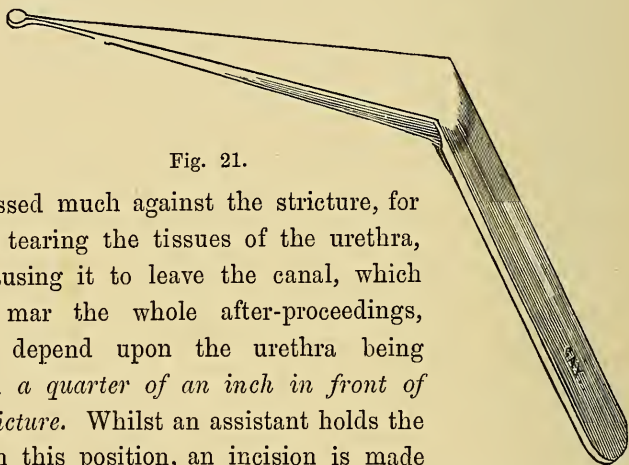 Fig. 21.
ssed much against the stricture, for
tearing the tissues of the urethra,
using it to leave the canal, which
mar the whole after-proceedings,
depend upon the urethra being
a quarter of an inch in front of
icture. Whilst an assistant holds the
this position, an incision is made